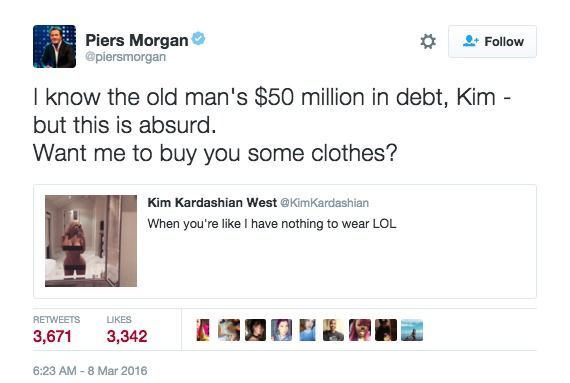 Piers Morgan
@piersmorgan
Follow
I know the old man's $50 million in debt, Kim -
but this is absurd.
Want me to buy you some clothes?
Kim Kardashian West @KimKardashian
When you're like I have nothing to wear LOL
RETWEETS LIKES
3,671 3,342
6:23 AM - 8 Mar 2016